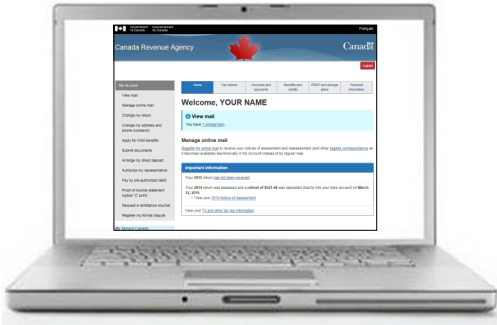 Government of Canada
Gouvernement du Canada
Français
Canada Revenue Agency
Canada
Logout
My Account
View mail
Manage online mail
Change my return
Change my address and phone number(s)
Apply for child benefits
Submit documents
Arrange my direct deposit
Authorize my representative
Pay by pre-authorized debit
Proof of income statement (option 'C' print)
Request a remittance voucher
Register my formal dispute
My Service Canada
Home
Tax returns
Accounts and payments
Benefits and credits
RRSP and savings plans
Personal information
Welcome, YOUR NAME
View mail
You have 1 unread item
Manage online mail
Register for online mail to receive your notices of assessment and reassessment (and other eligible correspondence as
it becomes available) electronically in My Account instead of by regular mail.
Important information
Your 2015 return has not been received.
Your 2014 return was assessed and a refund of $521.45 was deposited directly into your bank account on March
12, 2015.
View your 2014 Notice of Assessment
View your T4 and other tax slip information